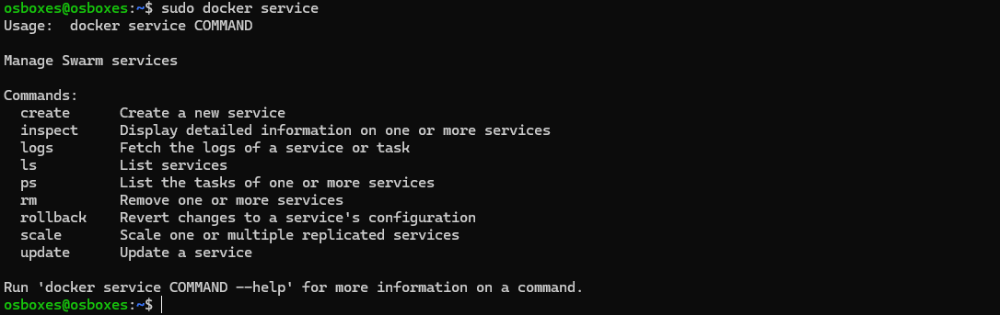 osboxes@osboxes:~$ sudo docker service
Usage:  docker service COMMAND
Manage Swarm services
Commands:
  create      Create a new service
  inspect     Display detailed information on one or more services
  logs        Fetch the logs of a service or task
  ls          List services
  ps          List the tasks of one or more services
  rm          Remove one or more services
  rollback    Revert changes to a service's configuration
  scale       Scale one or multiple replicated services
  update      Update a service
Run 'docker service COMMAND --help' for more information on a command.
osboxes@osboxes:~$